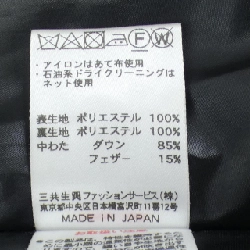 ・アイロンはあて布使用
・石油系ドライクリーニングは
ネット使用
表生地 ポリエステル 100%
裏生地 ポリエステル 100%
中わた ダウン 85%
フェザー 15%
三共生興ファッションサービス(株)
東京都中央区日本橋富沢町11番12号
MADE IN JAPAN